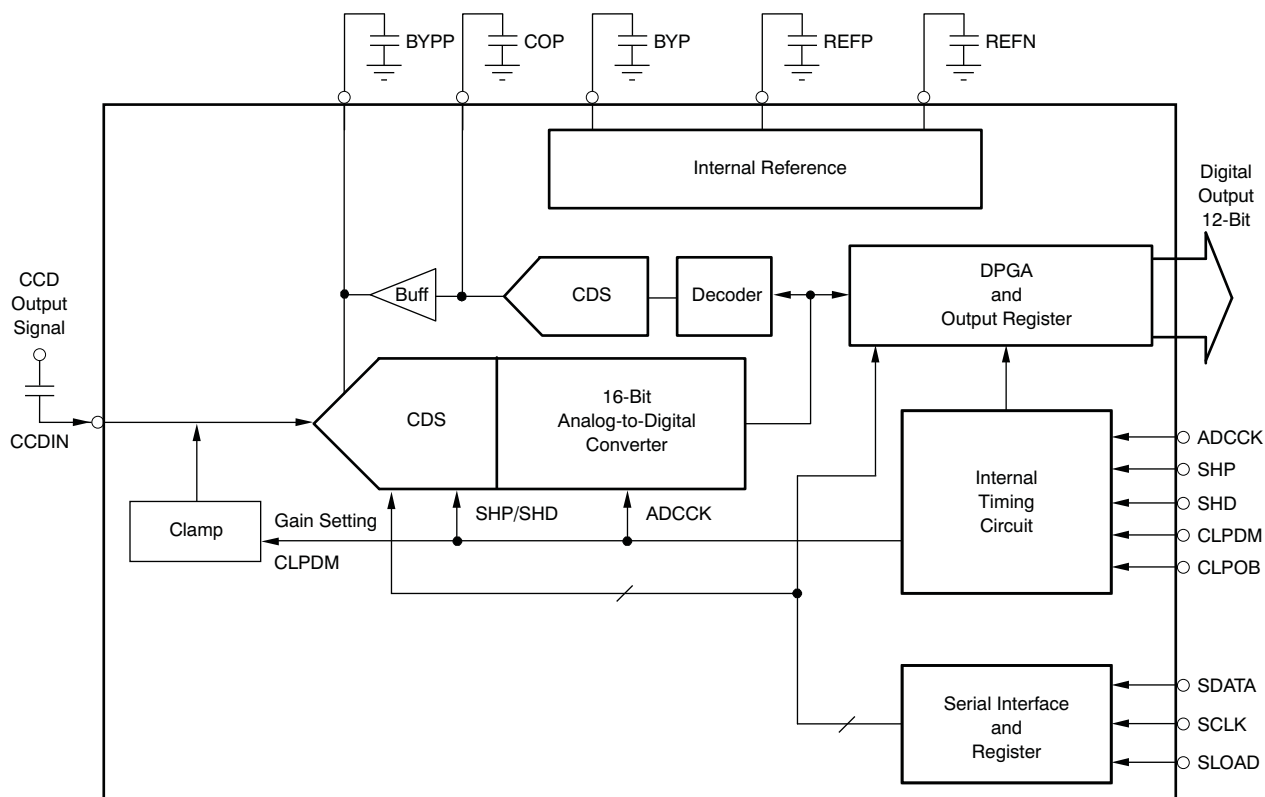 BYPP
COP
BYP
REFP
REFN
Internal Reference
Digital
Output
12-Bit
CCD
Output
Signal
Buff
CDS
Decoder
DPGA
and
Output Register
CCDIN
CDS
16-Bit
Analog-to-Digital
Converter
Clamp
Gain Setting
CLPDM
SHP/SHD
ADCCK
Internal
Timing
Circuit
ADCCK
SHP
SHD
CLPDM
CLPOB
Serial Interface
and
Register
SDATA
SCLK
SLOAD